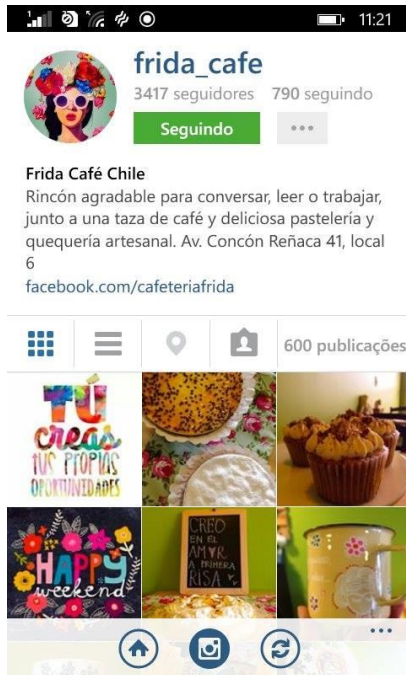 11:21
frida_cafe
3417 seguidores 790 seguindo
Seguindo
Frida Café Chile
Rincón agradable para conversar, leer o trabajar,
junto a una taza de café y deliciosa pastelería y
quequería artesanal. Av. Concón Reñaca 41, local
6
facebook.com/cafeteriafrida
600 publicações
TÚ
creas
TUS PROPIAS
OPORTUNIDADES
HAPPY
weekend
CREO
EN EL
AMOR
A PRIMERA
RISA